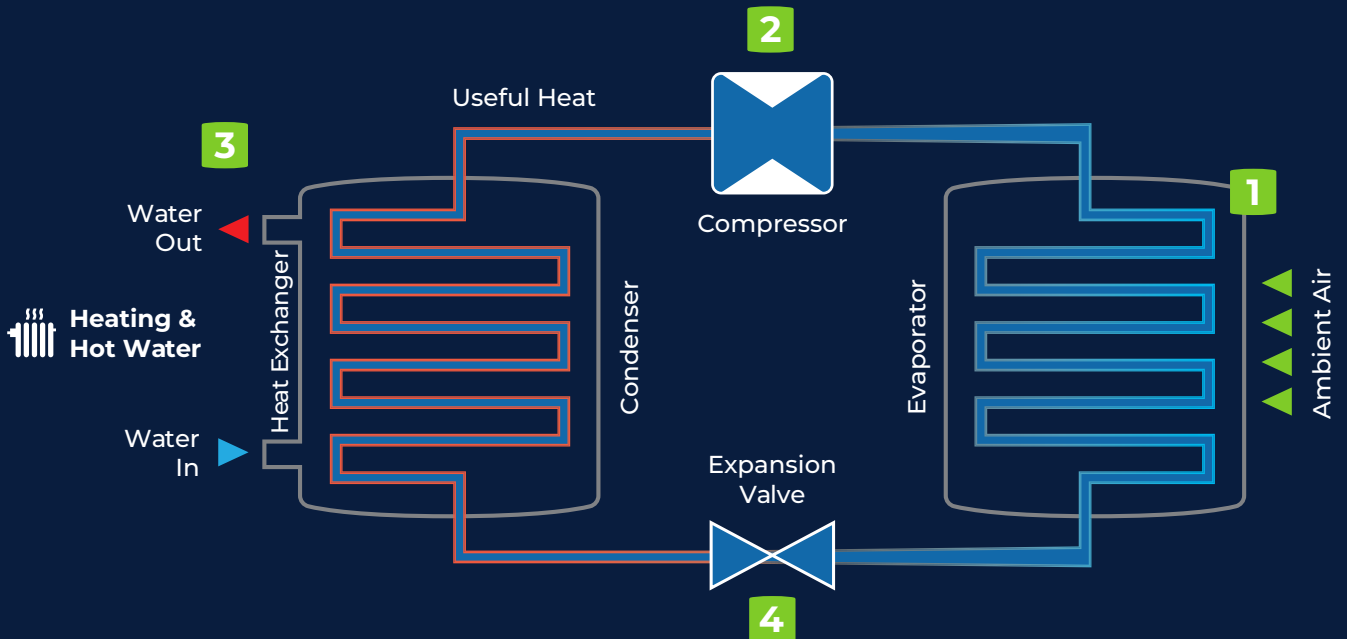 2
Useful Heat
3
1
Compressor
Water
Out
Heat Exchanger
Condenser
Evaporator
Ambient Air
Heating &
Hot Water
Water
In
Expansion
Valve
4